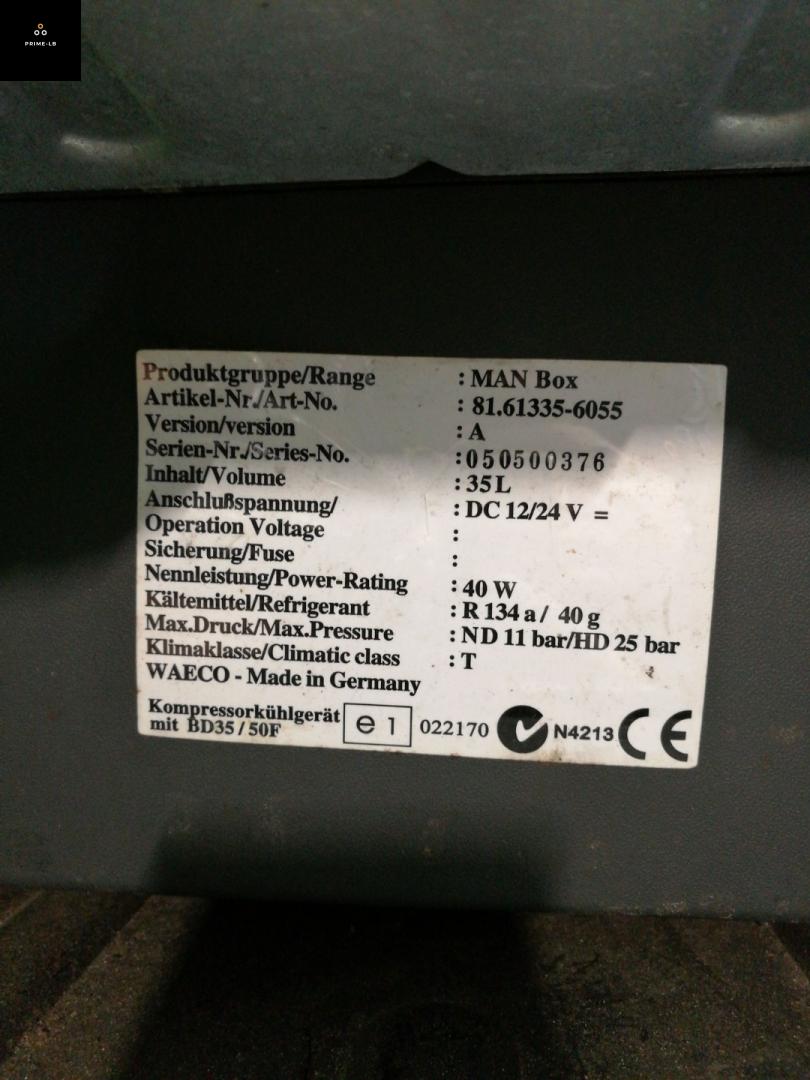 PRIME-LB
Produktgruppe/Range : MAN Box
Artikel-Nr./Art-No. : 81.61335-6055
Version/version : A
Serien-Nr./Series-No. :050500376
Inhalt/Volume : 35L
Anschlußspannung/ : DC 12/24 V =
Operation Voltage :
Sicherung/Fuse :
Nennleistung/Power-Rating : 40 W
Kältemittel/Refrigerant : R 134 a / 40 g
Max.Druck/Max.Pressure : ND 11 bar/HD 25 bar
Klimaklasse/Climatic class : T
WAECO - Made in Germany
Kompressorkühlgerät
mit BD35 / 50F
e 1 022170 N4213 CE